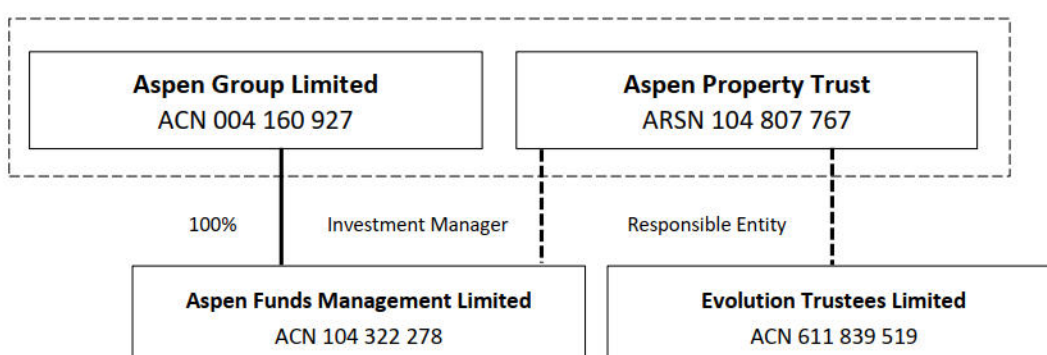 Aspen Group Limited
ACN 004 160 927
Aspen Property Trust
ARSN 104 807 767
100%
Investment Manager
Responsible Entity
Aspen Funds Management Limited
ACN 104 322 278
Evolution Trustees Limited
ACN 611 839 519